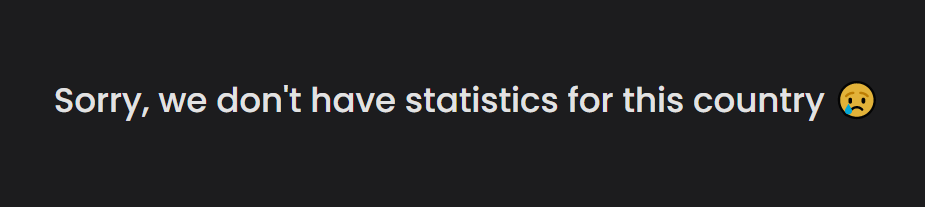 Sorry, we don't have statistics for this country 😢